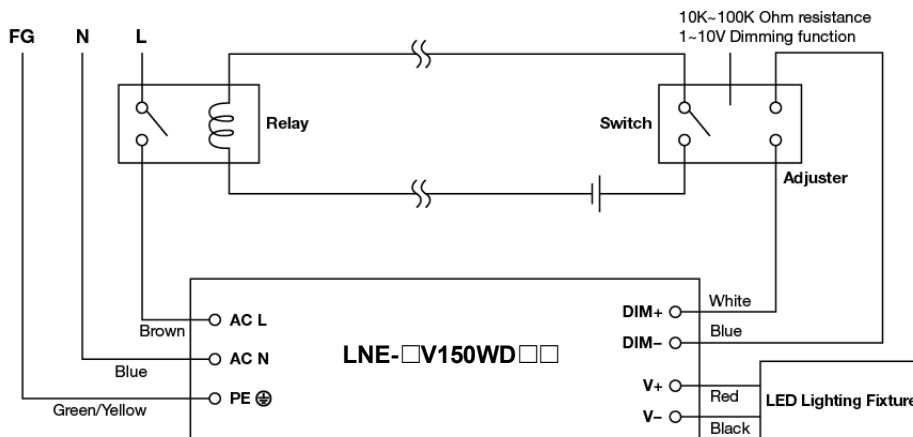 10K~100K Ohm resistance
1~10V Dimming function
FG N L
Relay
Switch
Adjuster
Brown
AC L
Blue
AC N
Green/Yellow
PE
LNE-□V150WD□□
DIM+
White
DIM−
Blue
V+
Red
V−
Black
LED Lighting Fixture